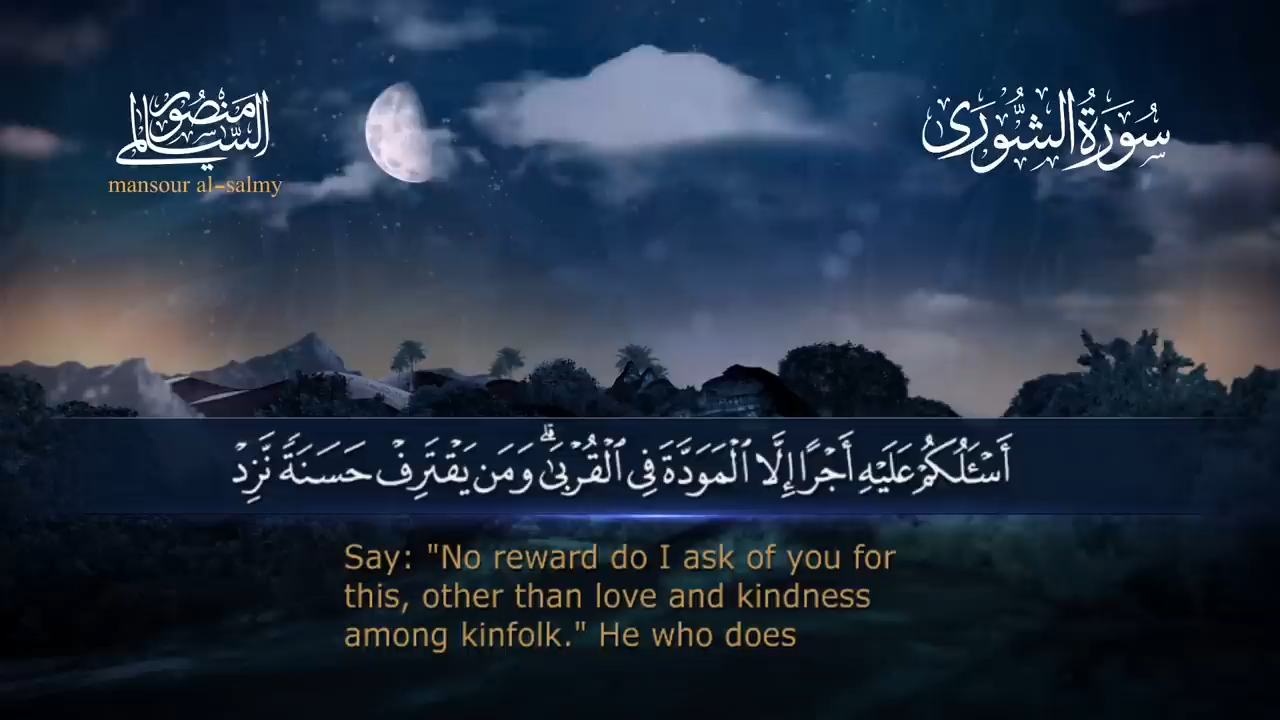 منصور السالمي
mansour al-salmy
سُورَةُ الشُّورَى
أَسْـَٔلُكُمْ عَلَيْهِ أَجْرًا إِلَّا ٱلْمَوَدَّةَ فِى ٱلْقُرْبَىٰ ۗ وَمَن يَقْتَرِفْ حَسَنَةً نَّزِدْ
Say: "No reward do I ask of you for
this, other than love and kindness
among kinfolk." He who does